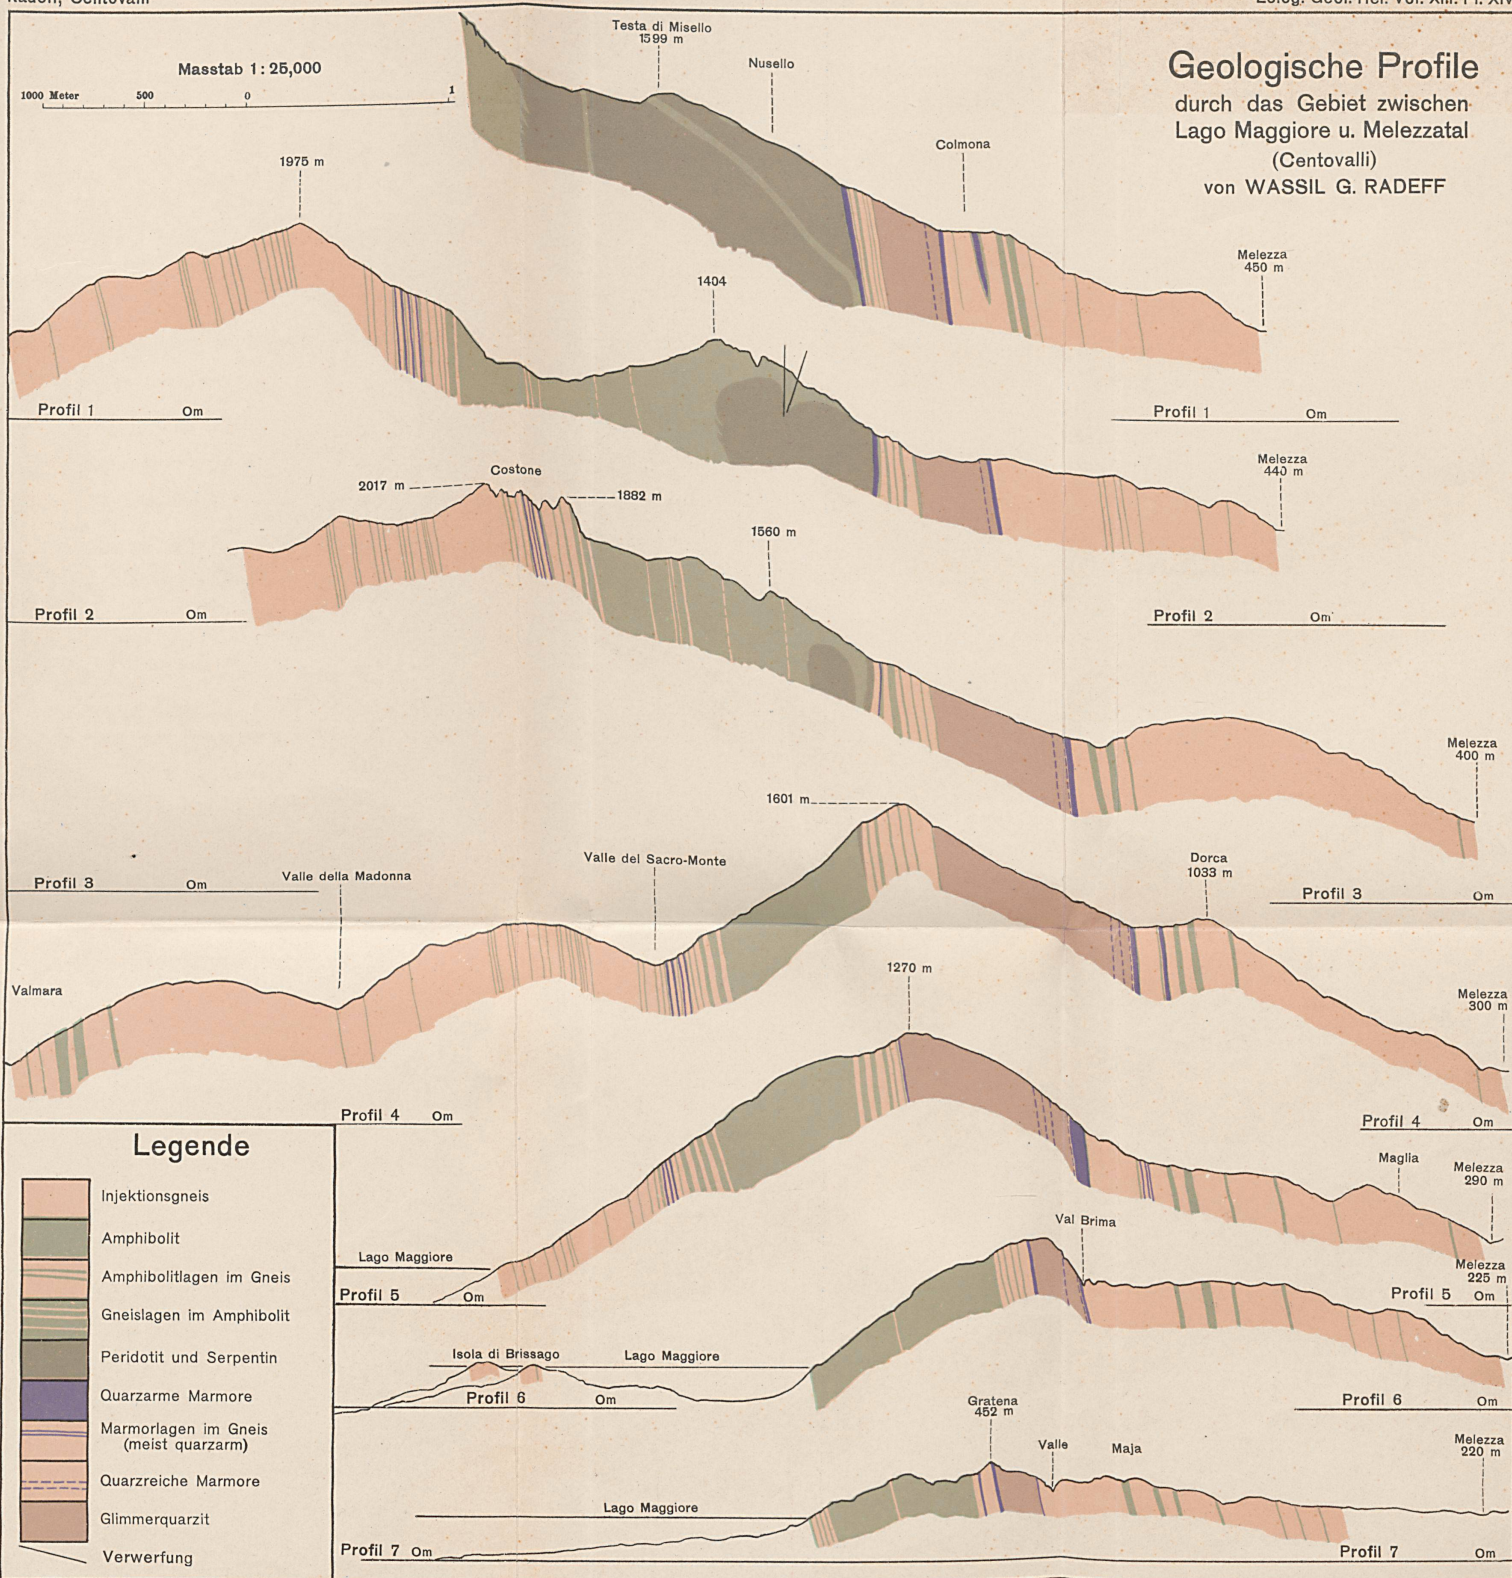 Masstab 1 : 25,000
1000 Meter 500 0 1
Geologische Profile
durch das Gebiet zwischen
Lago Maggiore u. Melezzatal
(Centovalli)
von WASSIL G. RADEFF
Testa di Misello
1599 m
Nusello
Colmona
Melezza
450 m
1975 m
1404
Profil 1 Om
Profil 1 Om
Melezza
440 m
Costone
2017 m
1882 m
1560 m
Profil 2 Om
Profil 2 Om
Melezza
400 m
1601 m
Profil 3 Om
Profil 3 Om
Valle della Madonna
Valle del Sacro-Monte
Dorca
1033 m
Valmara
Melezza
300 m
1270 m
Profil 4 Om
Profil 4 Om
Maglia
Melezza
290 m
Lago Maggiore
Profil 5 Om
Profil 5 Om
Val Brima
Melezza
225 m
Isola di Brissago
Lago Maggiore
Profil 6 Om
Profil 6 Om
Gratena
452 m
Valle
Maja
Melezza
220 m
Lago Maggiore
Profil 7 Om
Profil 7 Om
Legende
Injektionsgneis
Amphibolit
Amphibolitlagen im Gneis
Gneislagen im Amphibolit
Peridotit und Serpentin
Quarzarme Marmore
Marmorlagen im Gneis
(meist quarzarm)
Quarzreiche Marmore
Glimmerquarzit
Verwerfung